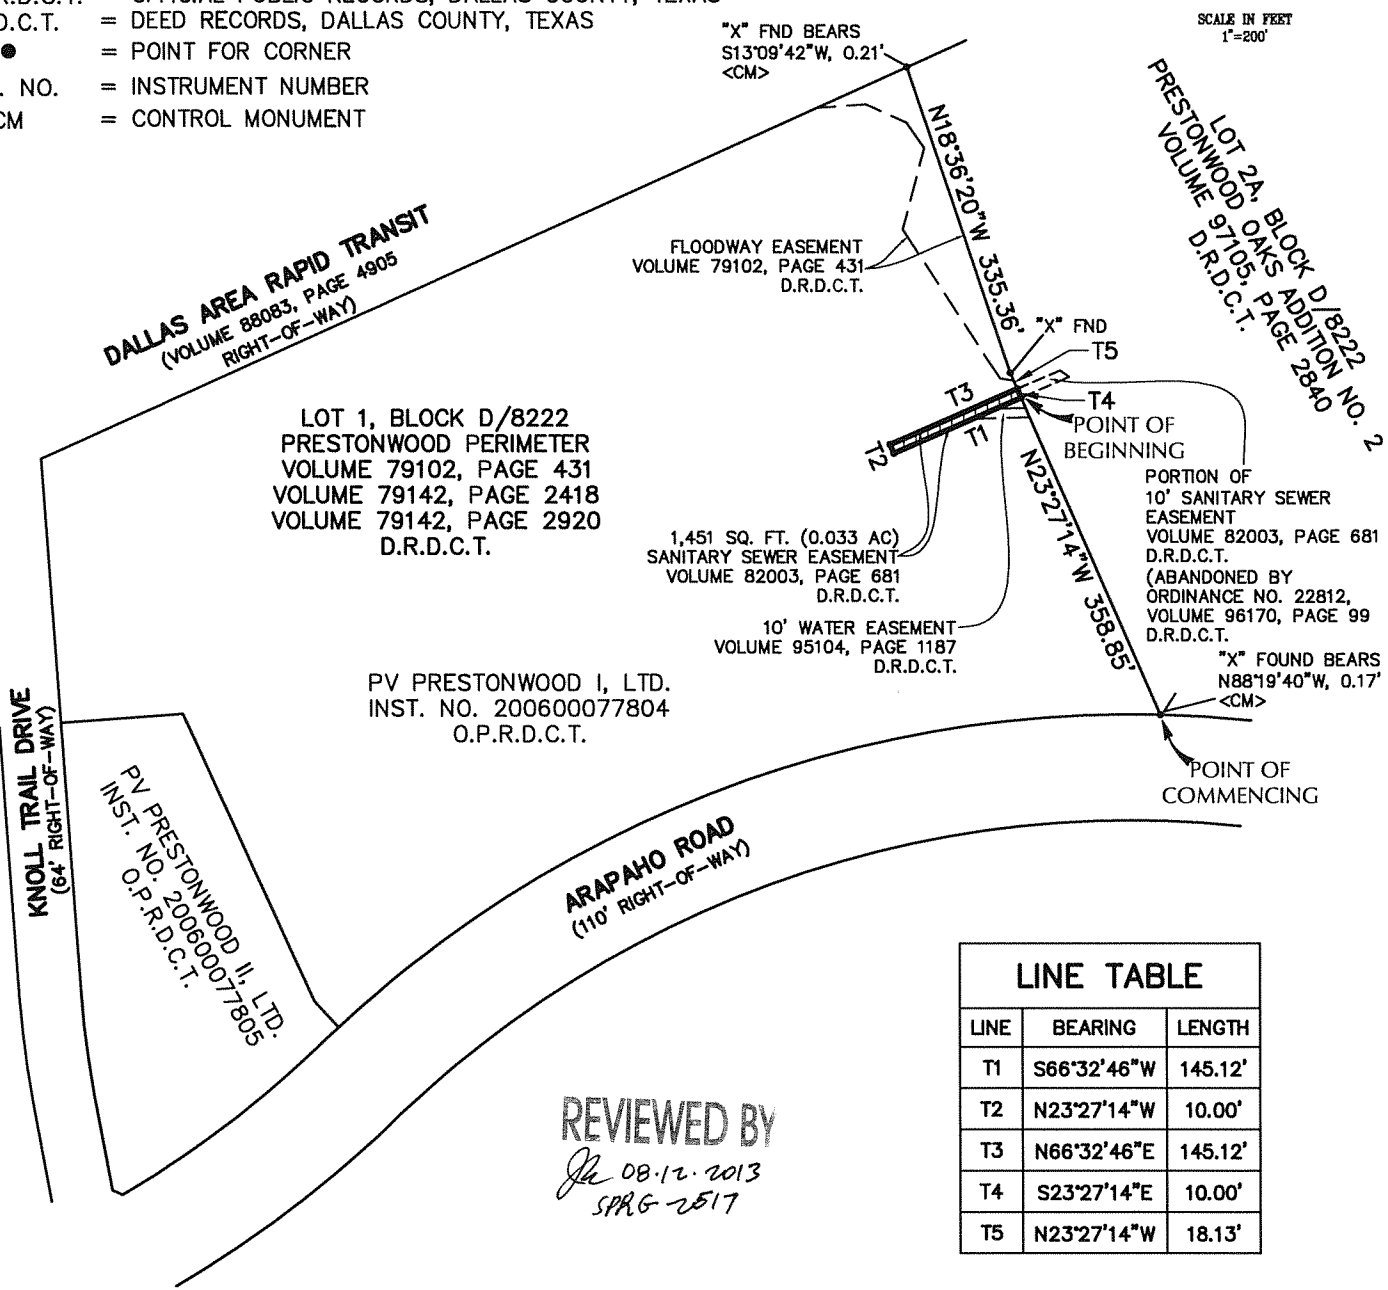 R.D.C.T. = OFFICIAL PUBLIC RECORDS, DALLAS COUNTY, TEXAS
D.C.T. = DEED RECORDS, DALLAS COUNTY, TEXAS
● = POINT FOR CORNER
. NO. = INSTRUMENT NUMBER
CM = CONTROL MONUMENT
SCALE IN FEET
1"=200'
"X" FND BEARS
S13°09'42"W, 0.21'
<CM>
LOT 2A, BLOCK D/8222
PRESTONWOOD OAKS ADDITION NO. 2
VOLUME 97105, PAGE 2840
D.R.D.C.T.
N18°36'20"W 335.36'
DALLAS AREA RAPID TRANSIT
(VOLUME 88083, PAGE 4905
RIGHT-OF-WAY)
FLOODWAY EASEMENT
VOLUME 79102, PAGE 431
D.R.D.C.T.
"X" FND
T5
T3
T4
T1
T2
POINT OF
BEGINNING
LOT 1, BLOCK D/8222
PRESTONWOOD PERIMETER
VOLUME 79102, PAGE 431
VOLUME 79142, PAGE 2418
VOLUME 79142, PAGE 2920
D.R.D.C.T.
N23°27'14"W 358.85'
PORTION OF
10' SANITARY SEWER
EASEMENT
VOLUME 82003, PAGE 681
D.R.D.C.T.
(ABANDONED BY
ORDINANCE NO. 22812,
VOLUME 96170, PAGE 99
D.R.D.C.T.
1,451 SQ. FT. (0.033 AC)
SANITARY SEWER EASEMENT
VOLUME 82003, PAGE 681
D.R.D.C.T.
10' WATER EASEMENT
VOLUME 95104, PAGE 1187
D.R.D.C.T.
"X" FOUND BEARS
N88°19'40"W, 0.17'
<CM>
PV PRESTONWOOD I, LTD.
INST. NO. 200600077804
O.P.R.D.C.T.
POINT OF
COMMENCING
KNOLL TRAIL DRIVE
(64' RIGHT-OF-WAY)
PV PRESTONWOOD II, LTD.
INST. NO. 200600077805
O.P.R.D.C.T.
ARAPAHO ROAD
(110' RIGHT-OF-WAY)
LINE TABLE
LINE BEARING LENGTH
T1 S66°32'46"W 145.12'
T2 N23°27'14"W 10.00'
T3 N66°32'46"E 145.12'
T4 S23°27'14"E 10.00'
T5 N23°27'14"W 18.13'
REVIEWED BY
08.12.2013
SPRG-2517